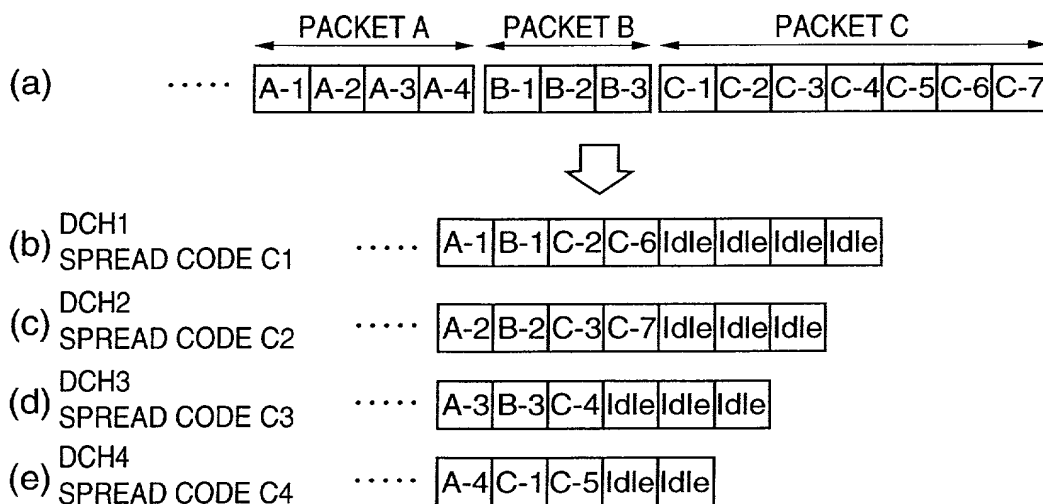 PACKET A PACKET B PACKET C
(a) ..... A-1 A-2 A-3 A-4 B-1 B-2 B-3 C-1 C-2 C-3 C-4 C-5 C-6 C-7
(b) DCH1
SPREAD CODE C1 ..... A-1 B-1 C-2 C-6 Idle Idle Idle Idle
(c) DCH2
SPREAD CODE C2 ..... A-2 B-2 C-3 C-7 Idle Idle Idle
(d) DCH3
SPREAD CODE C3 ..... A-3 B-3 C-4 Idle Idle Idle
(e) DCH4
SPREAD CODE C4 ..... A-4 C-1 C-5 Idle Idle